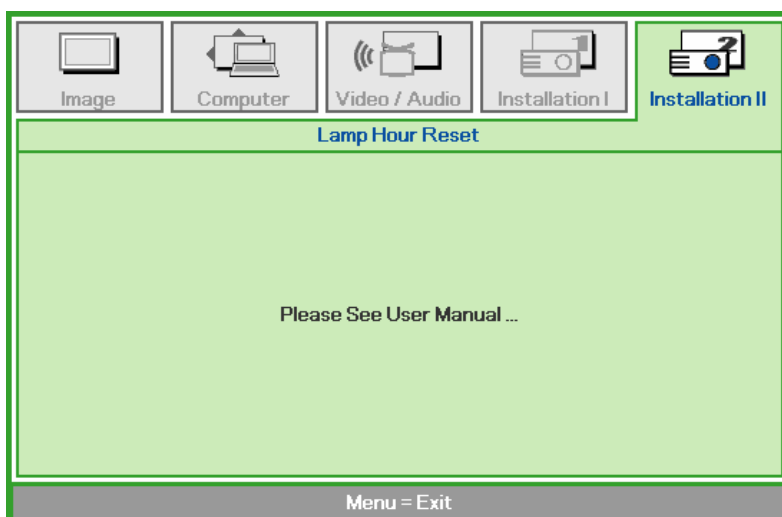 Image
Computer
Video / Audio
Installation I
Installation II
Lamp Hour Reset
Please See User Manual ...
Menu = Exit